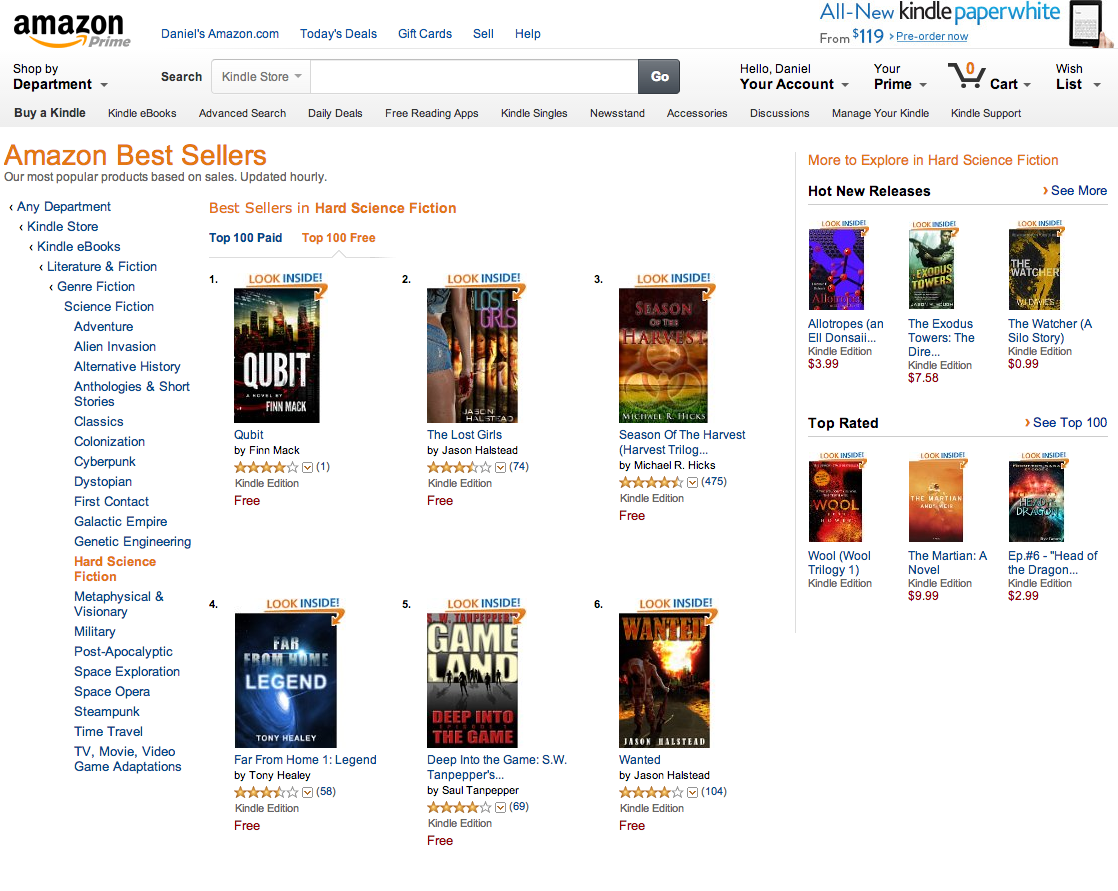 amazon
Prime
Daniel's Amazon.com Today's Deals Gift Cards Sell Help
All-New kindle paperwhite
From $119 › Pre-order now
Shop by
Department
Search Kindle Store Go
Hello, Daniel
Your Account
Your
Prime
0
Cart
Wish
List
Buy a Kindle Kindle eBooks Advanced Search Daily Deals Free Reading Apps Kindle Singles Newsstand Accessories Discussions Manage Your Kindle Kindle Support
Amazon Best Sellers
Our most popular products based on sales. Updated hourly.
‹ Any Department
‹ Kindle Store
‹ Kindle eBooks
‹ Literature & Fiction
‹ Genre Fiction
Science Fiction
Adventure
Alien Invasion
Alternative History
Anthologies & Short
Stories
Classics
Colonization
Cyberpunk
Dystopian
First Contact
Galactic Empire
Genetic Engineering
Hard Science
Fiction
Metaphysical &
Visionary
Military
Post-Apocalyptic
Space Exploration
Space Opera
Steampunk
Time Travel
TV, Movie, Video
Game Adaptations
Best Sellers in Hard Science Fiction
Top 100 Paid Top 100 Free
1.
LOOK INSIDE!
QUBIT
A NOVEL BY
FINN MACK
Qubit
by Finn Mack
(1)
Kindle Edition
Free
2.
LOOK INSIDE!
LOST
GIRLS
JASON
HALSTEAD
The Lost Girls
by Jason Halstead
(74)
Kindle Edition
Free
3.
LOOK INSIDE!
SEASON
OF THE
HARVEST
MICHAEL R. HICKS
Season Of The Harvest
(Harvest Trilog...
by Michael R. Hicks
(475)
Kindle Edition
Free
4.
LOOK INSIDE!
FAR
FROM HOME
LEGEND
TONY HEALEY
Far From Home 1: Legend
by Tony Healey
(58)
Kindle Edition
Free
5.
LOOK INSIDE!
S.W. TANPEPPER'S
GAME
LAND
DEEP INTO
EPISODE 1
THE GAME
Deep Into the Game: S.W.
Tanpepper's...
by Saul Tanpepper
(69)
Kindle Edition
Free
6.
LOOK INSIDE!
WANTED
JASON HALSTEAD
Wanted
by Jason Halstead
(104)
Kindle Edition
Free
More to Explore in Hard Science Fiction
Hot New Releases › See More
LOOK INSIDE!
Allotropes
Allotropes (an
Ell Donsaii...
Kindle Edition
$3.99
LOOK INSIDE!
EXODUS
TOWERS
JASON M. HOUGH
The Exodus
Towers: The
Dire...
Kindle Edition
$7.58
LOOK INSIDE!
THE
WATCHER
The Watcher (A
Silo Story)
Kindle Edition
$0.99
Top Rated › See Top 100
LOOK INSIDE!
WOOL
HOWEY
Wool (Wool
Trilogy 1)
Kindle Edition
LOOK INSIDE!
THE MARTIAN
ANDY WEIR
The Martian: A
Novel
Kindle Edition
$9.99
LOOK INSIDE!
HEAD OF THE
DRAGON
Ep.#6 - "Head of
the Dragon...
Kindle Edition
$2.99